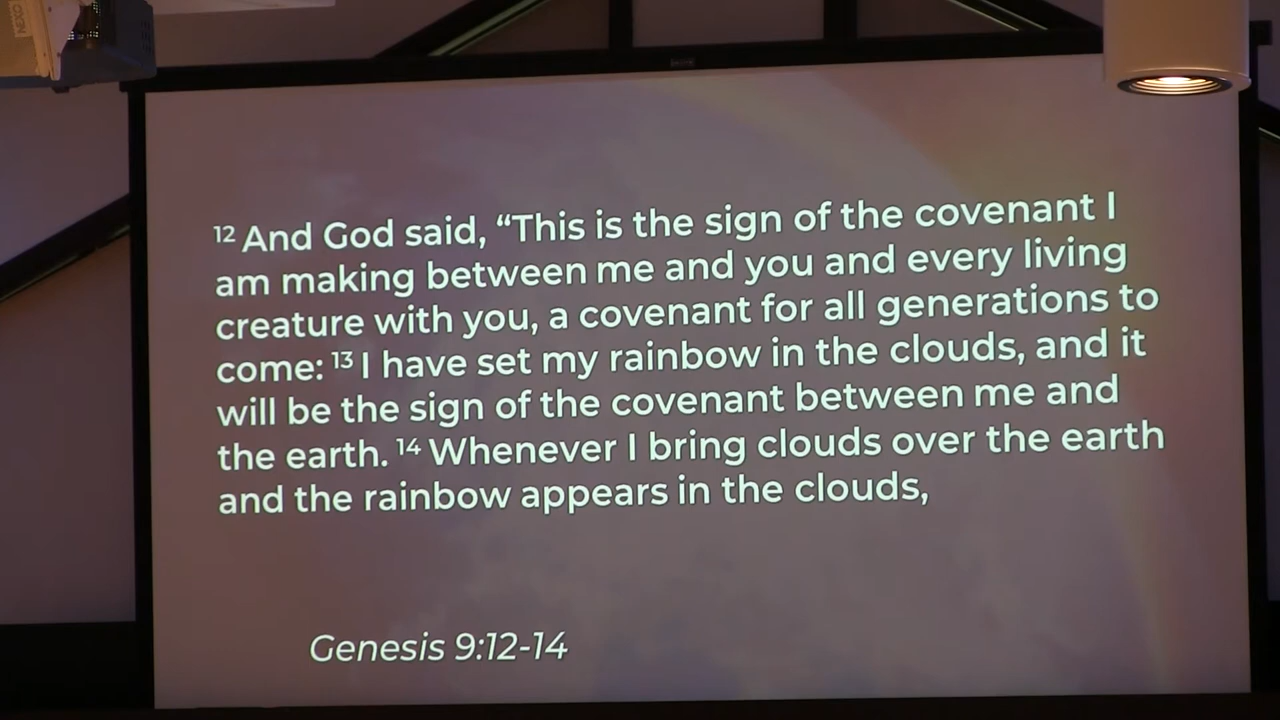 NEXO
12 And God said, “This is the sign of the covenant I
am making between me and you and every living
creature with you, a covenant for all generations to
come: 13 I have set my rainbow in the clouds, and it
will be the sign of the covenant between me and
the earth. 14 Whenever I bring clouds over the earth
and the rainbow appears in the clouds,
Genesis 9:12-14